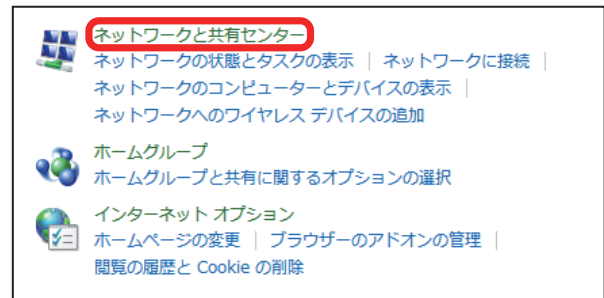 ネットワークと共有センター
ネットワークの状態とタスクの表示 | ネットワークに接続 |
ネットワークのコンピューターとデバイスの表示 |
ネットワークへのワイヤレス デバイスの追加
ホームグループ
ホームグループと共有に関するオプションの選択
インターネット オプション
ホームページの変更 | ブラウザーのアドオンの管理 |
閲覧の履歴と Cookie の削除